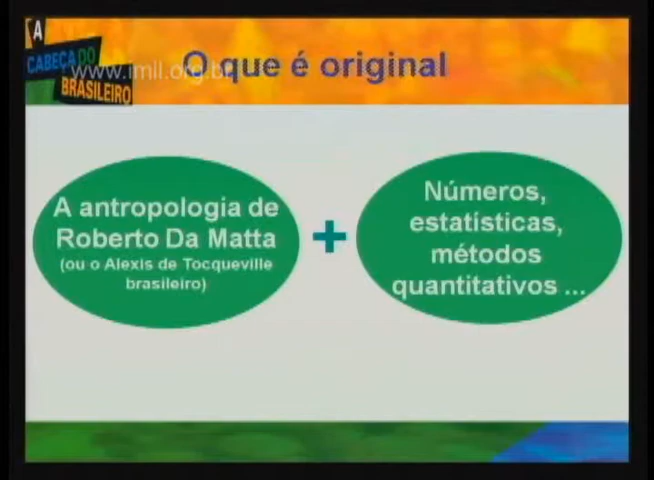 A
CABEÇA DO
BRASILEIRO
www.imil.org.br
O que é original
A antropologia de
Roberto Da Matta
(ou o Alexis de Tocqueville
brasileiro)
+
Números,
estatísticas,
métodos
quantitativos ...